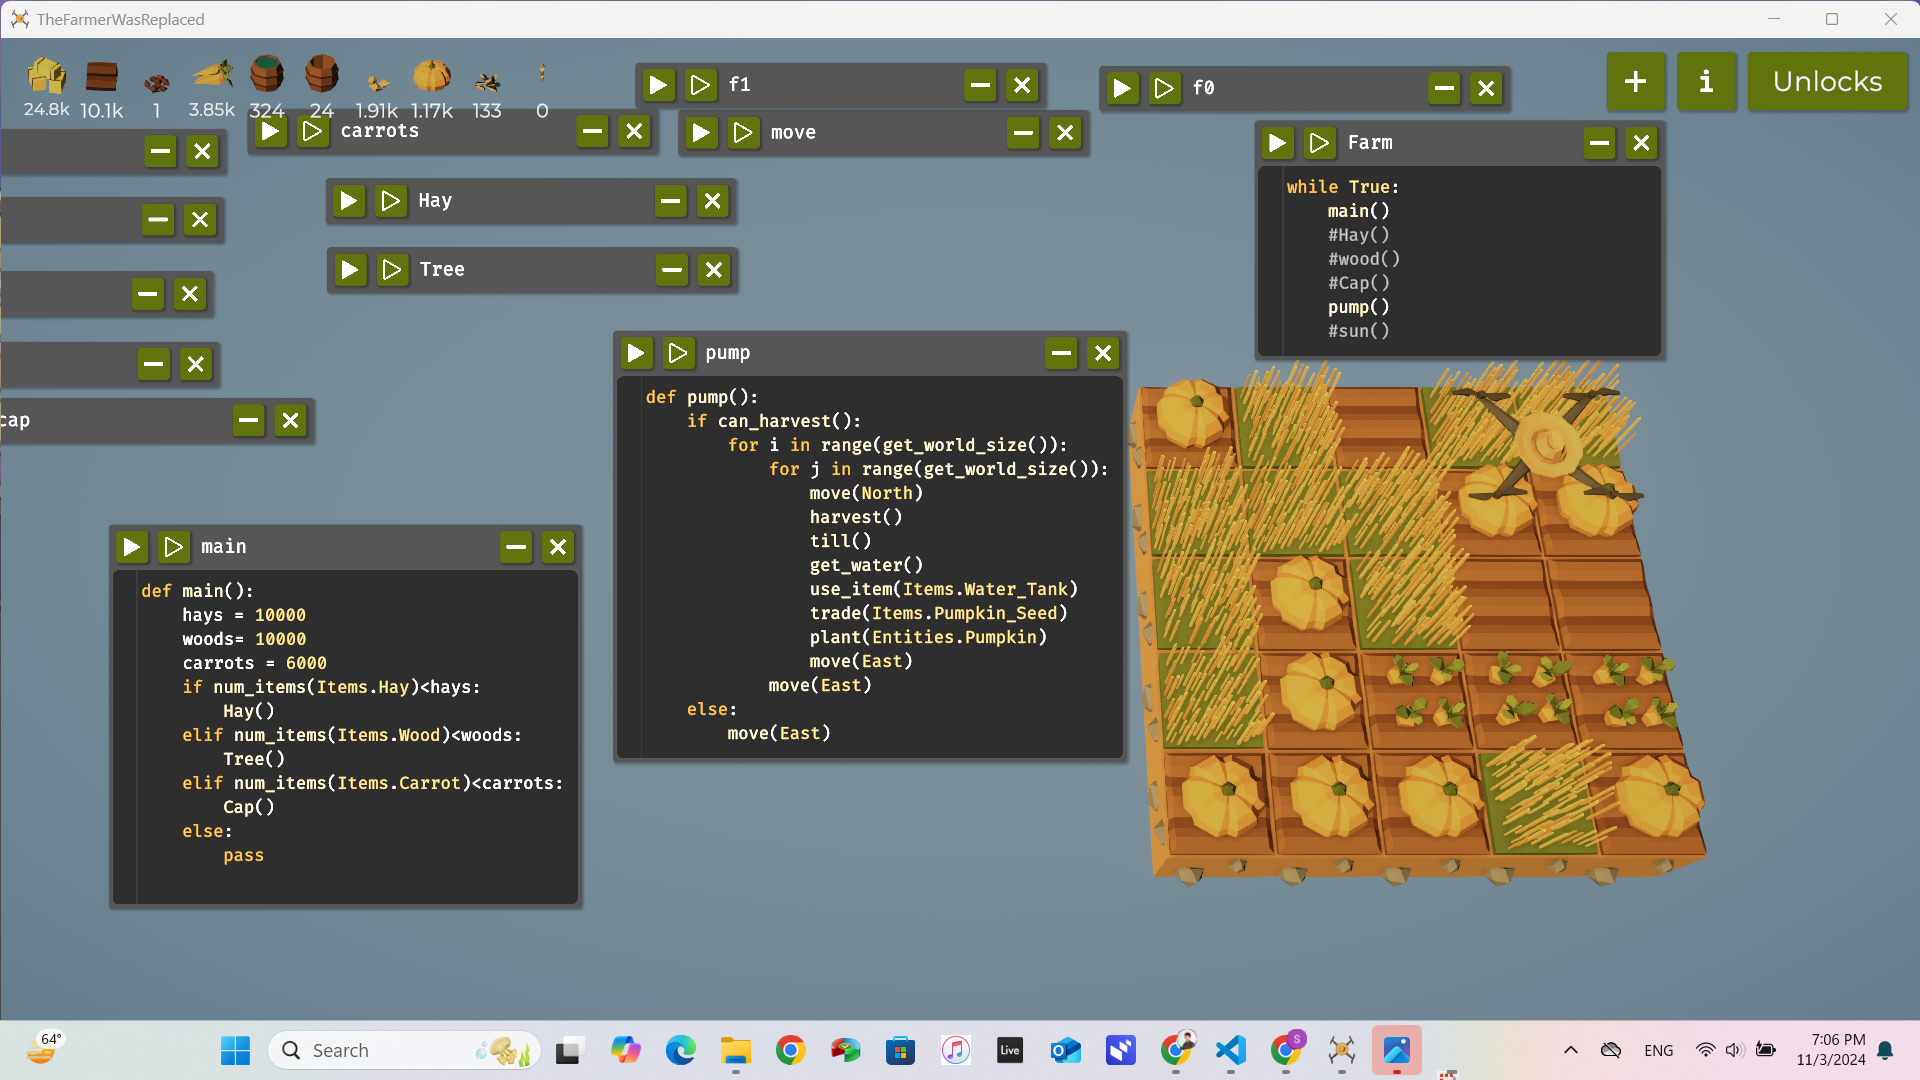 TheFarmerWasReplaced
24.8k 10.1k 1 3.85k 324 24 1.91k 1.17k 133 0
f1
f0
Unlocks
carrots
move
Farm
while True:
main()
#Hay()
#wood()
#Cap()
pump()
#sun()
Hay
Tree
cap
pump
def pump():
if can_harvest():
for i in range(get_world_size()):
for j in range(get_world_size()):
move(North)
harvest()
till()
get_water()
use_item(Items.Water_Tank)
trade(Items.Pumpkin_Seed)
plant(Entities.Pumpkin)
move(East)
move(East)
else:
move(East)
main
def main():
hays = 10000
woods= 10000
carrots = 6000
if num_items(Items.Hay)<hays:
Hay()
elif num_items(Items.Wood)<woods:
Tree()
elif num_items(Items.Carrot)<carrots:
Cap()
else:
pass
64°
Search
Live
S
ENG
7:06 PM
11/3/2024